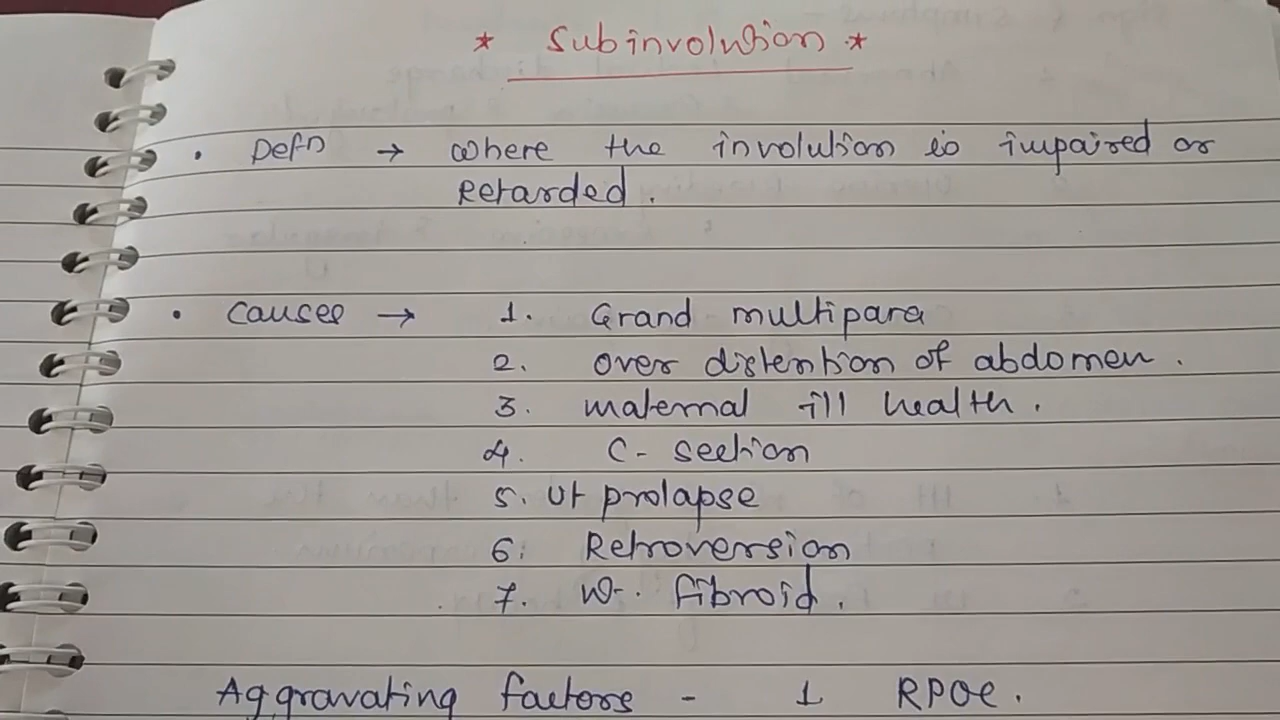 * Subinvolution *
• Defn → Where the involution is impaired or
Retarded.
• Causes → 1. Grand multipara
2. over distention of abdomen.
3. maternal ill health.
4. C-section
5. Ut prolapse
6. Retroversion
7. fibroid.
Aggravating factors - 1 RPOC.